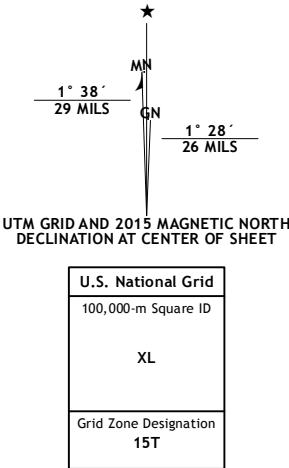 MN
1° 38´
29 MILS
GN
1° 28´
26 MILS
UTM GRID AND 2015 MAGNETIC NORTH
DECLINATION AT CENTER OF SHEET
U.S. National Grid
100,000-m Square ID
XL
Grid Zone Designation
15T